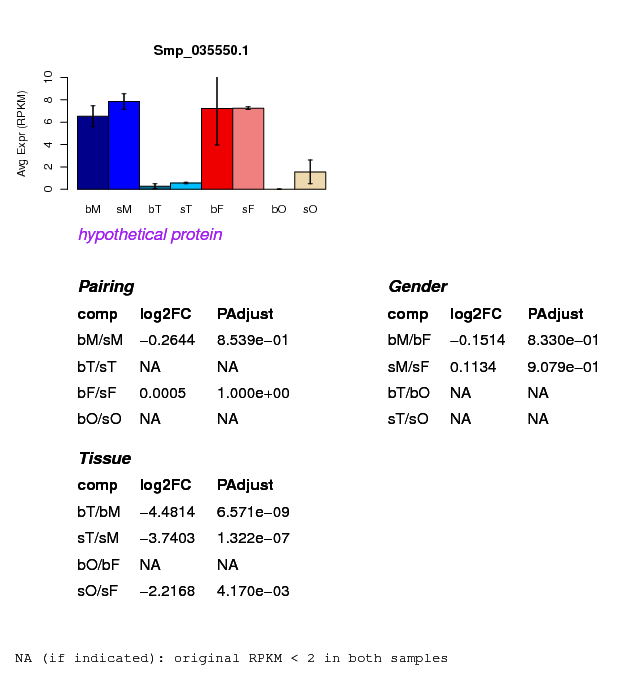 Smp_035550.1
Avg Expr (RPKM)
0 2 4 6 8 10
bM sM bT sT bF sF bO sO
hypothetical protein
Pairing
comp log2FC PAdjust
bM/sM −0.2644 8.539e−01
bT/sT NA NA
bF/sF 0.0005 1.000e+00
bO/sO NA NA
Gender
comp log2FC PAdjust
bM/bF −0.1514 8.330e−01
sM/sF 0.1134 9.079e−01
bT/bO NA NA
sT/sO NA NA
Tissue
comp log2FC PAdjust
bT/bM −4.4814 6.571e−09
sT/sM −3.7403 1.322e−07
bO/bF NA NA
sO/sF −2.2168 4.170e−03
NA (if indicated): original RPKM < 2 in both samples